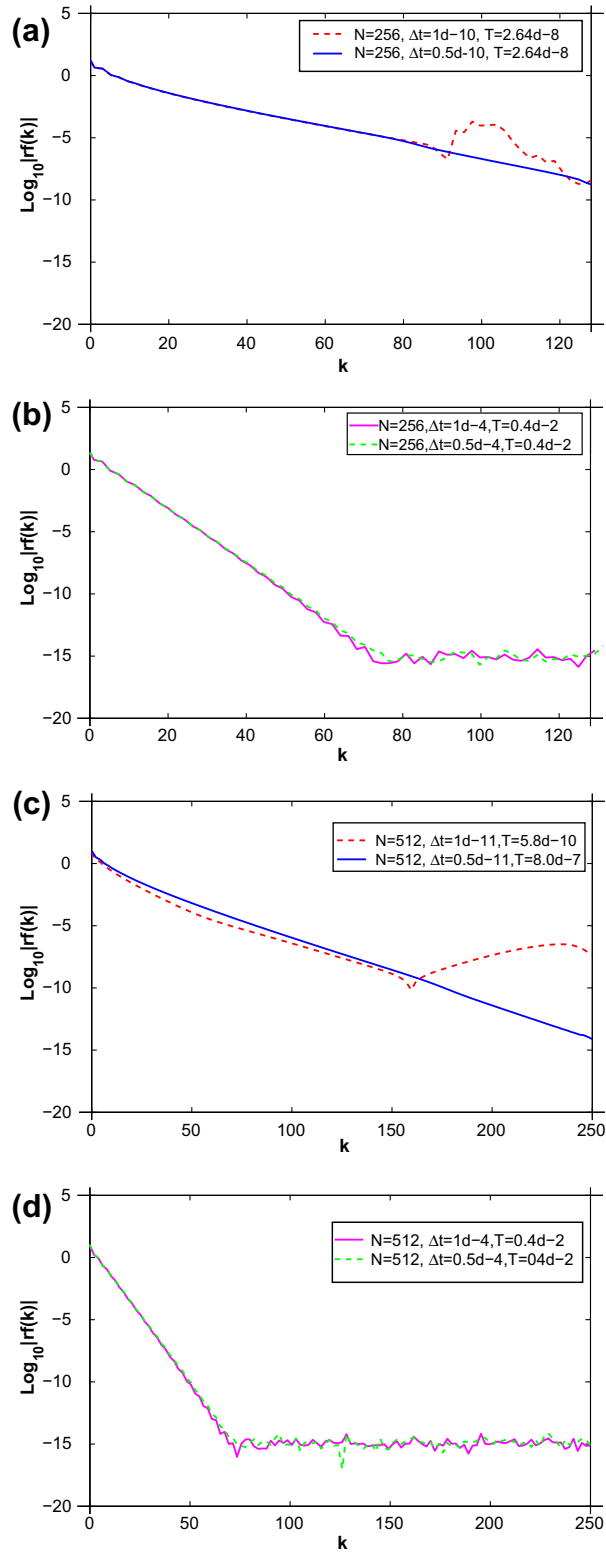 (a)
N=256, Δt=1d−10, T=2.64d−8
N=256, Δt=0.5d-10, T=2.64d−8
5
0
−5
−10
−15
−20
Log10|rf(k)|
0 20 40 60 80 100 120
k
(b)
N=256,Δt=1d−4,T=0.4d−2
N=256,Δt=0.5d−4,T=0.4d−2
5
0
−5
−10
−15
−20
Log10|rf(k)|
0 20 40 60 80 100 120
k
(c)
N=512, Δt=1d−11,T=5.8d−10
N=512, Δt=0.5d−11,T=8.0d−7
5
0
−5
−10
−15
−20
Log10|rf(k)|
0 50 100 150 200 250
k
(d)
N=512, Δt=1d−4,T=0.4d−2
N=512, Δt=0.5d−4,T=04d−2
5
0
−5
−10
−15
−20
Log10|rf(k)|
0 50 100 150 200 250
k